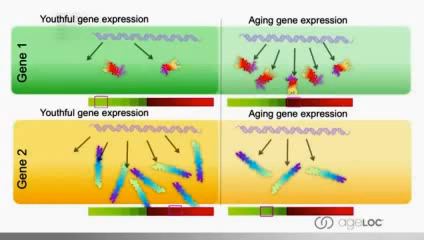 Youthful gene expression
Aging gene expression
Gene 1
Youthful gene expression
Aging gene expression
Gene 2
ageLOC